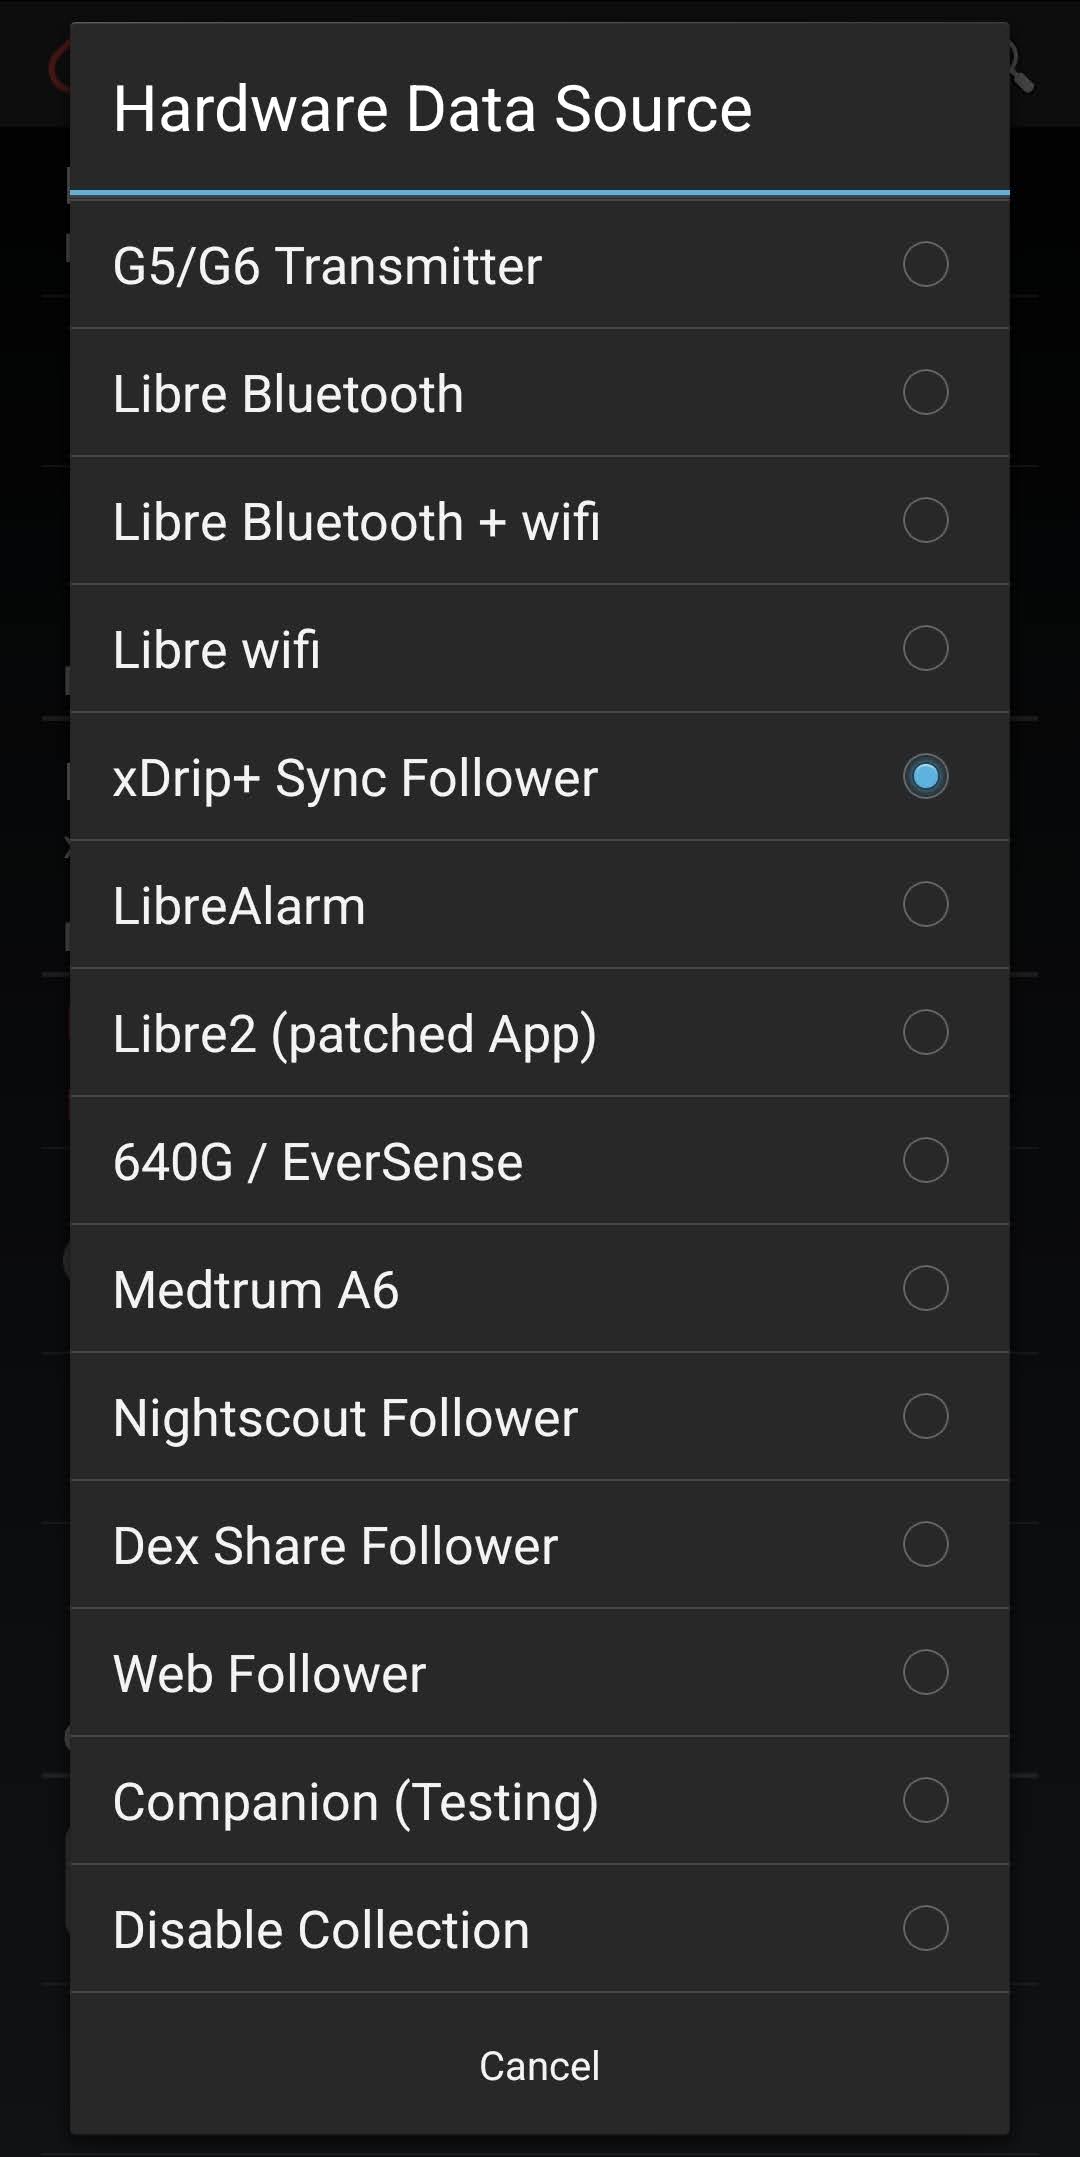 Hardware Data Source
G5/G6 Transmitter
Libre Bluetooth
Libre Bluetooth + wifi
Libre wifi
xDrip+ Sync Follower
LibreAlarm
Libre2 (patched App)
640G / EverSense
Medtrum A6
Nightscout Follower
Dex Share Follower
Web Follower
Companion (Testing)
Disable Collection
Cancel